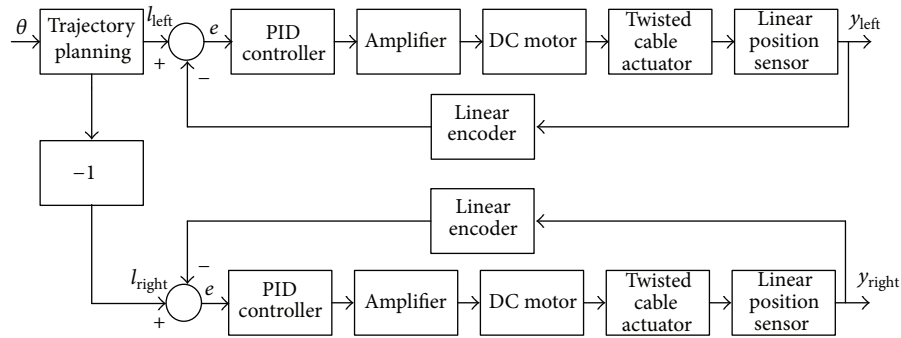 θ
Trajectory
planning
l_left
+
−
e
PID
controller
Amplifier
DC motor
Twisted
cable
actuator
Linear
position
sensor
y_left
Linear
encoder
−1
Linear
encoder
l_right
+
−
e
PID
controller
Amplifier
DC motor
Twisted
cable
actuator
Linear
position
sensor
y_right